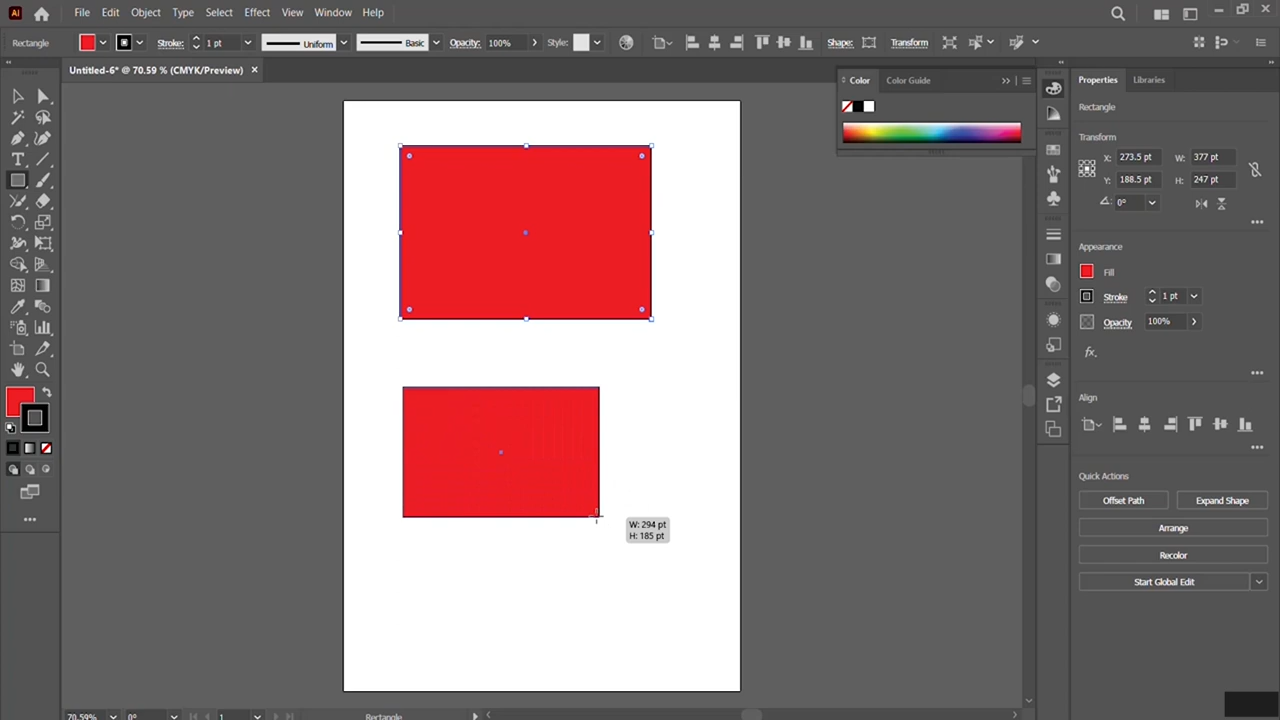 Ai File Edit Object Type Select Effect View Window Help
Rectangle Stroke: 1 pt Uniform Basic Opacity: 100% Style: Shape: Transform
Untitled-6* @ 70.59 % (CMYK/Preview)
Color Color Guide
Properties Libraries
Rectangle
Transform
X: 273.5 pt W: 377 pt
Y: 188.5 pt H: 247 pt
0°
Appearance
Fill
Stroke 1 pt
Opacity 100%
fx
Align
Quick Actions
Offset Path Expand Shape
Arrange
Recolor
Start Global Edit
W: 294 pt
H: 185 pt
70.59% 0° 1 Rectangle